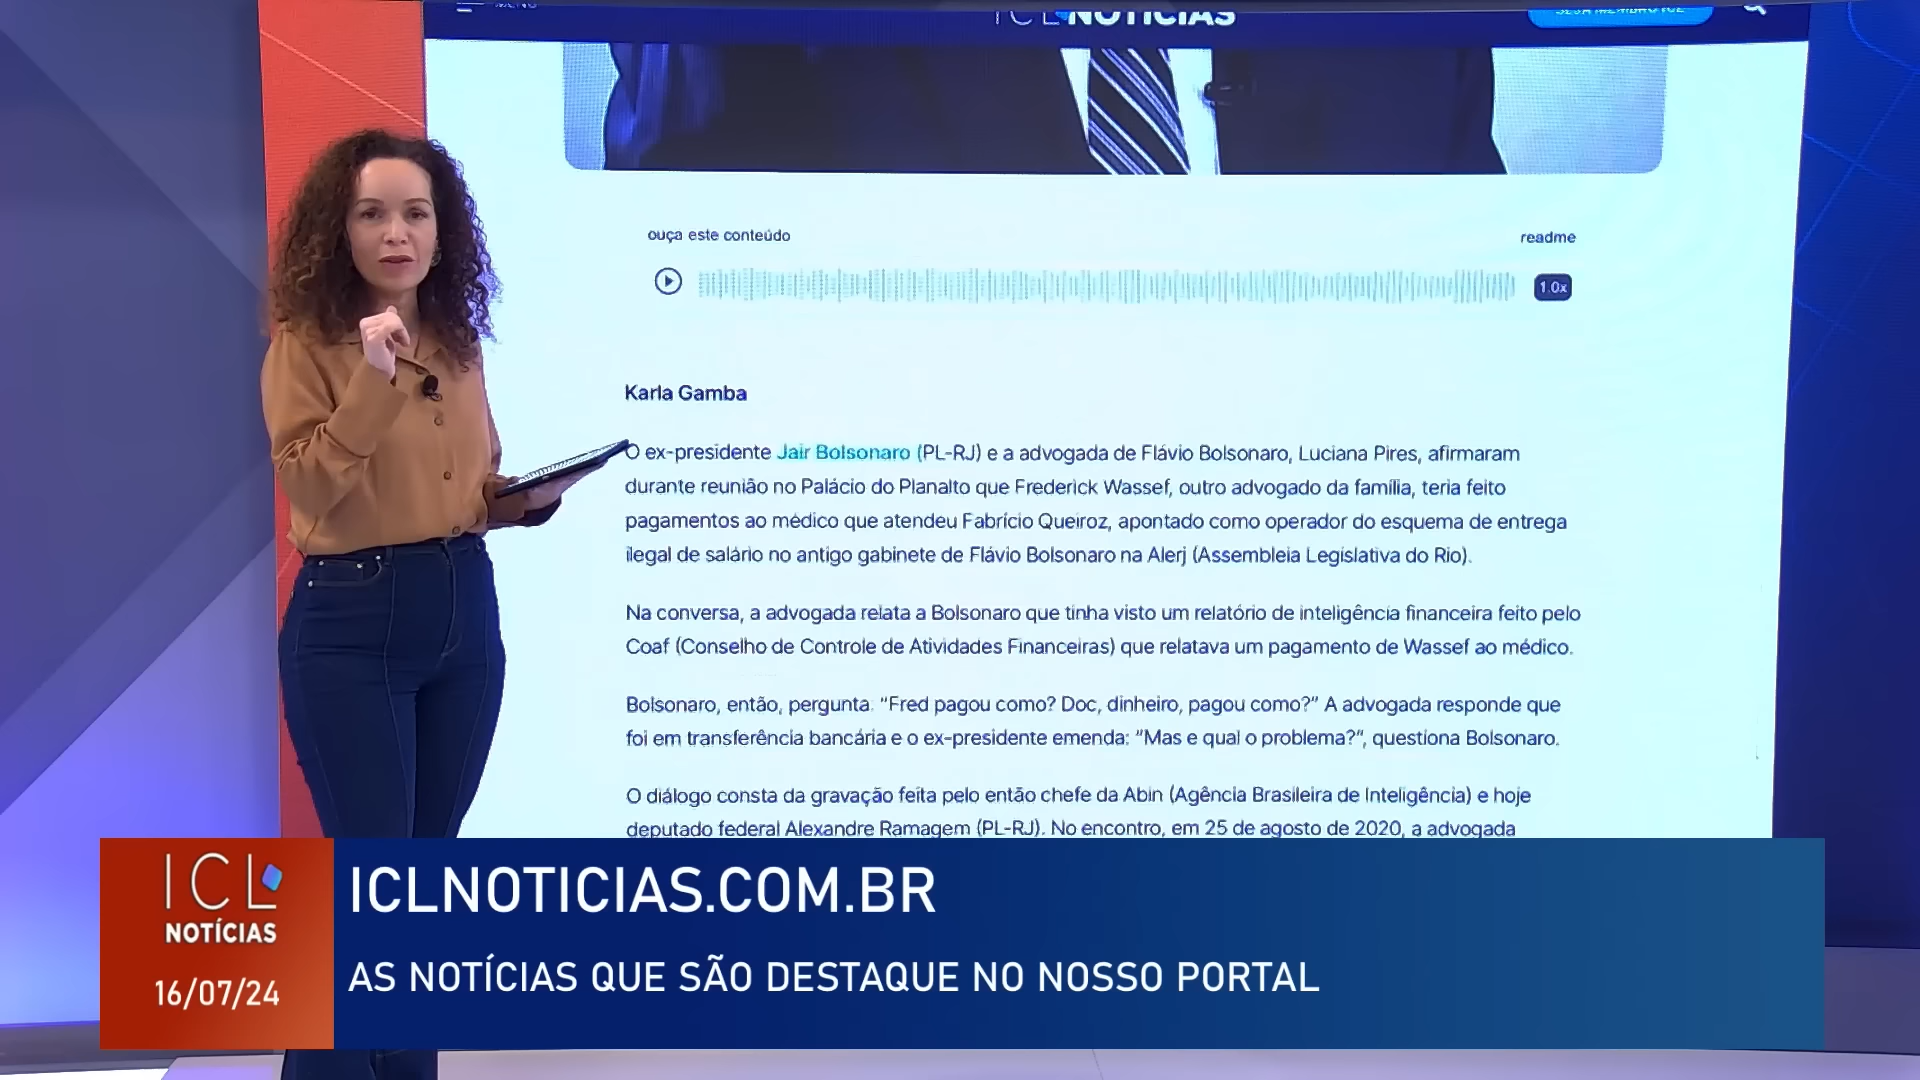 MENU
ICL NOTÍCIAS
SEJA MEMBRO ICL
ouça este conteúdo
readme
1.0x
Karla Gamba
O ex-presidente Jair Bolsonaro (PL-RJ) e a advogada de Flávio Bolsonaro, Luciana Pires, afirmaram
durante reunião no Palácio do Planalto que Frederick Wassef, outro advogado da família, teria feito
pagamentos ao médico que atendeu Fabrício Queiroz, apontado como operador do esquema de entrega
ilegal de salário no antigo gabinete de Flávio Bolsonaro na Alerj (Assembleia Legislativa do Rio).
Na conversa, a advogada relata a Bolsonaro que tinha visto um relatório de inteligência financeira feito pelo
Coaf (Conselho de Controle de Atividades Financeiras) que relatava um pagamento de Wassef ao médico.
Bolsonaro, então, pergunta: “Fred pagou como? Doc, dinheiro, pagou como?” A advogada responde que
foi em transferência bancária e o ex-presidente emenda: “Mas e qual o problema?”, questiona Bolsonaro.
O diálogo consta da gravação feita pelo então chefe da Abin (Agência Brasileira de Inteligência) e hoje
deputado federal Alexandre Ramagem (PL-RJ). No encontro, em 25 de agosto de 2020, a advogada
ICL
NOTÍCIAS
16/07/24
ICLNOTICIAS.COM.BR
AS NOTÍCIAS QUE SÃO DESTAQUE NO NOSSO PORTAL